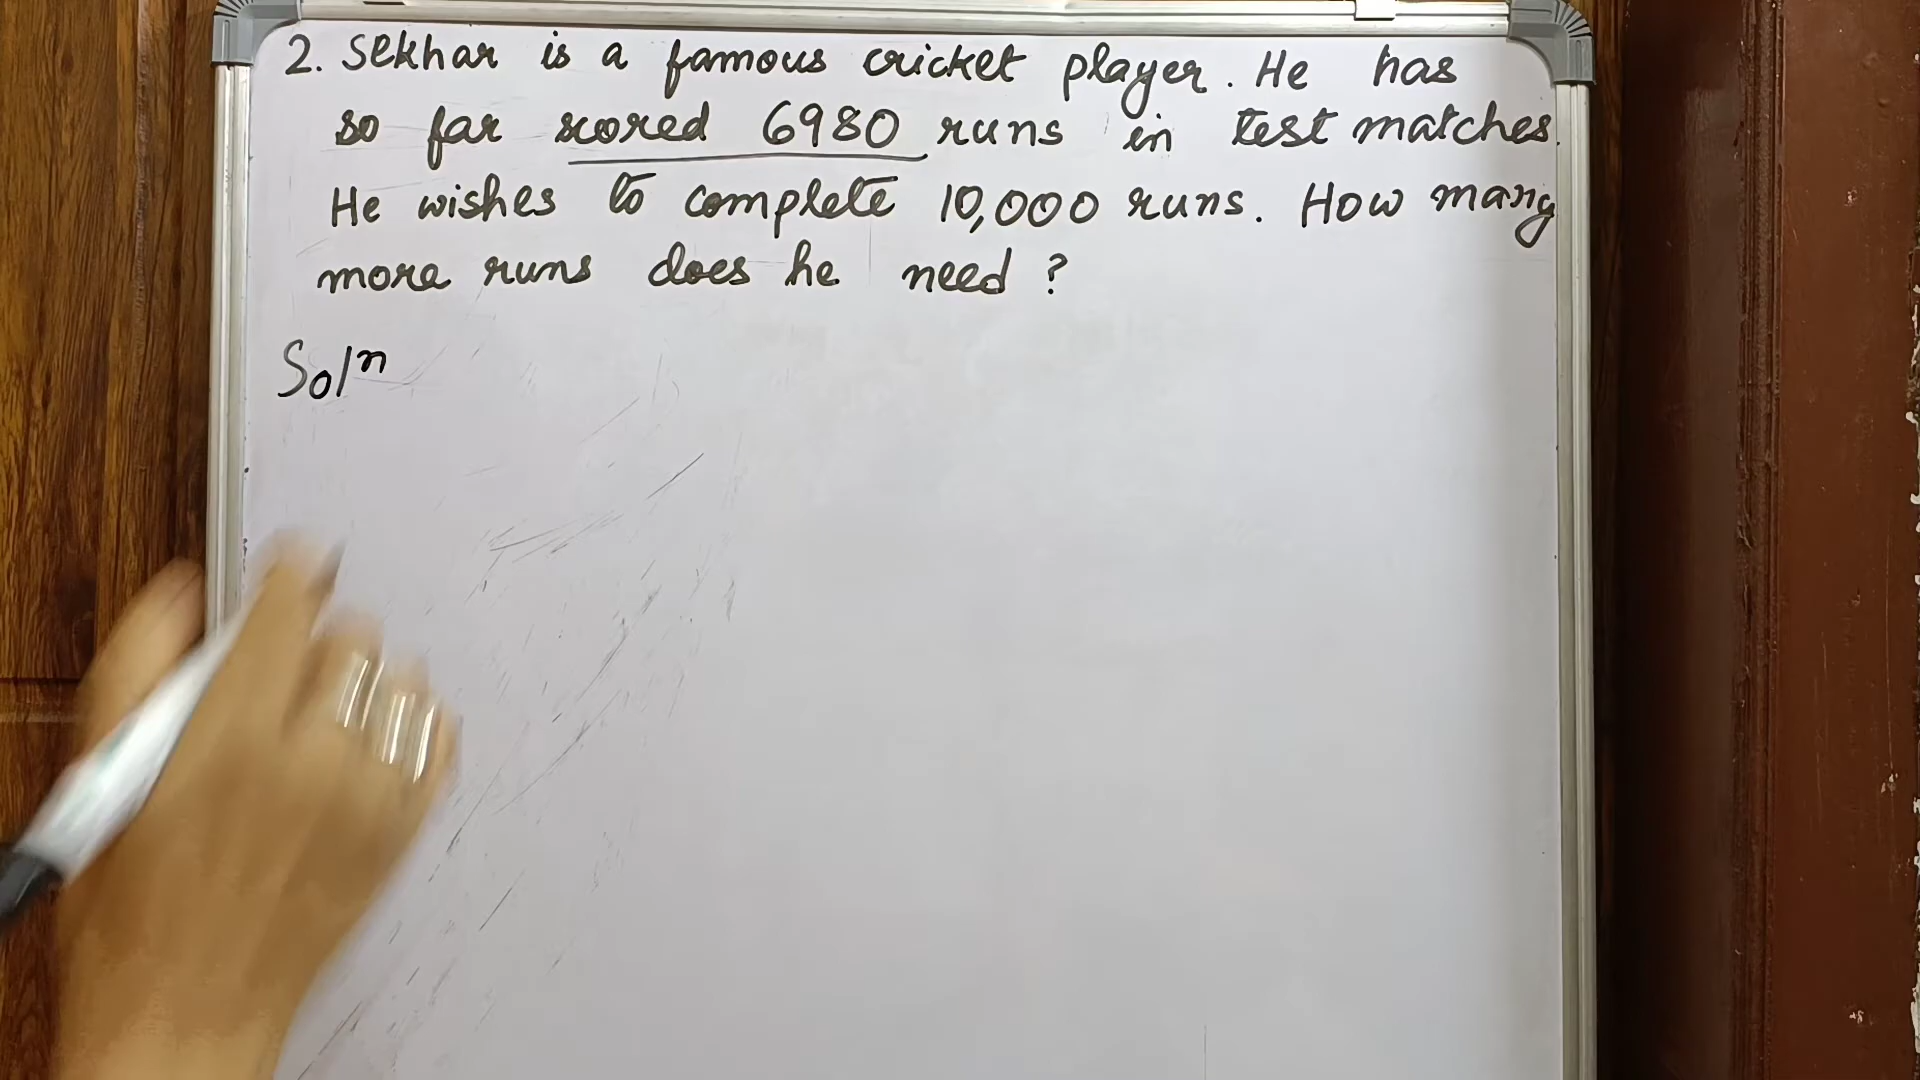 2. Sekhar is a famous cricket player. He has
so far scored 6980 runs in test matches.
He wishes to complete 10,000 runs. How many
more runs does he need ?
Solⁿ